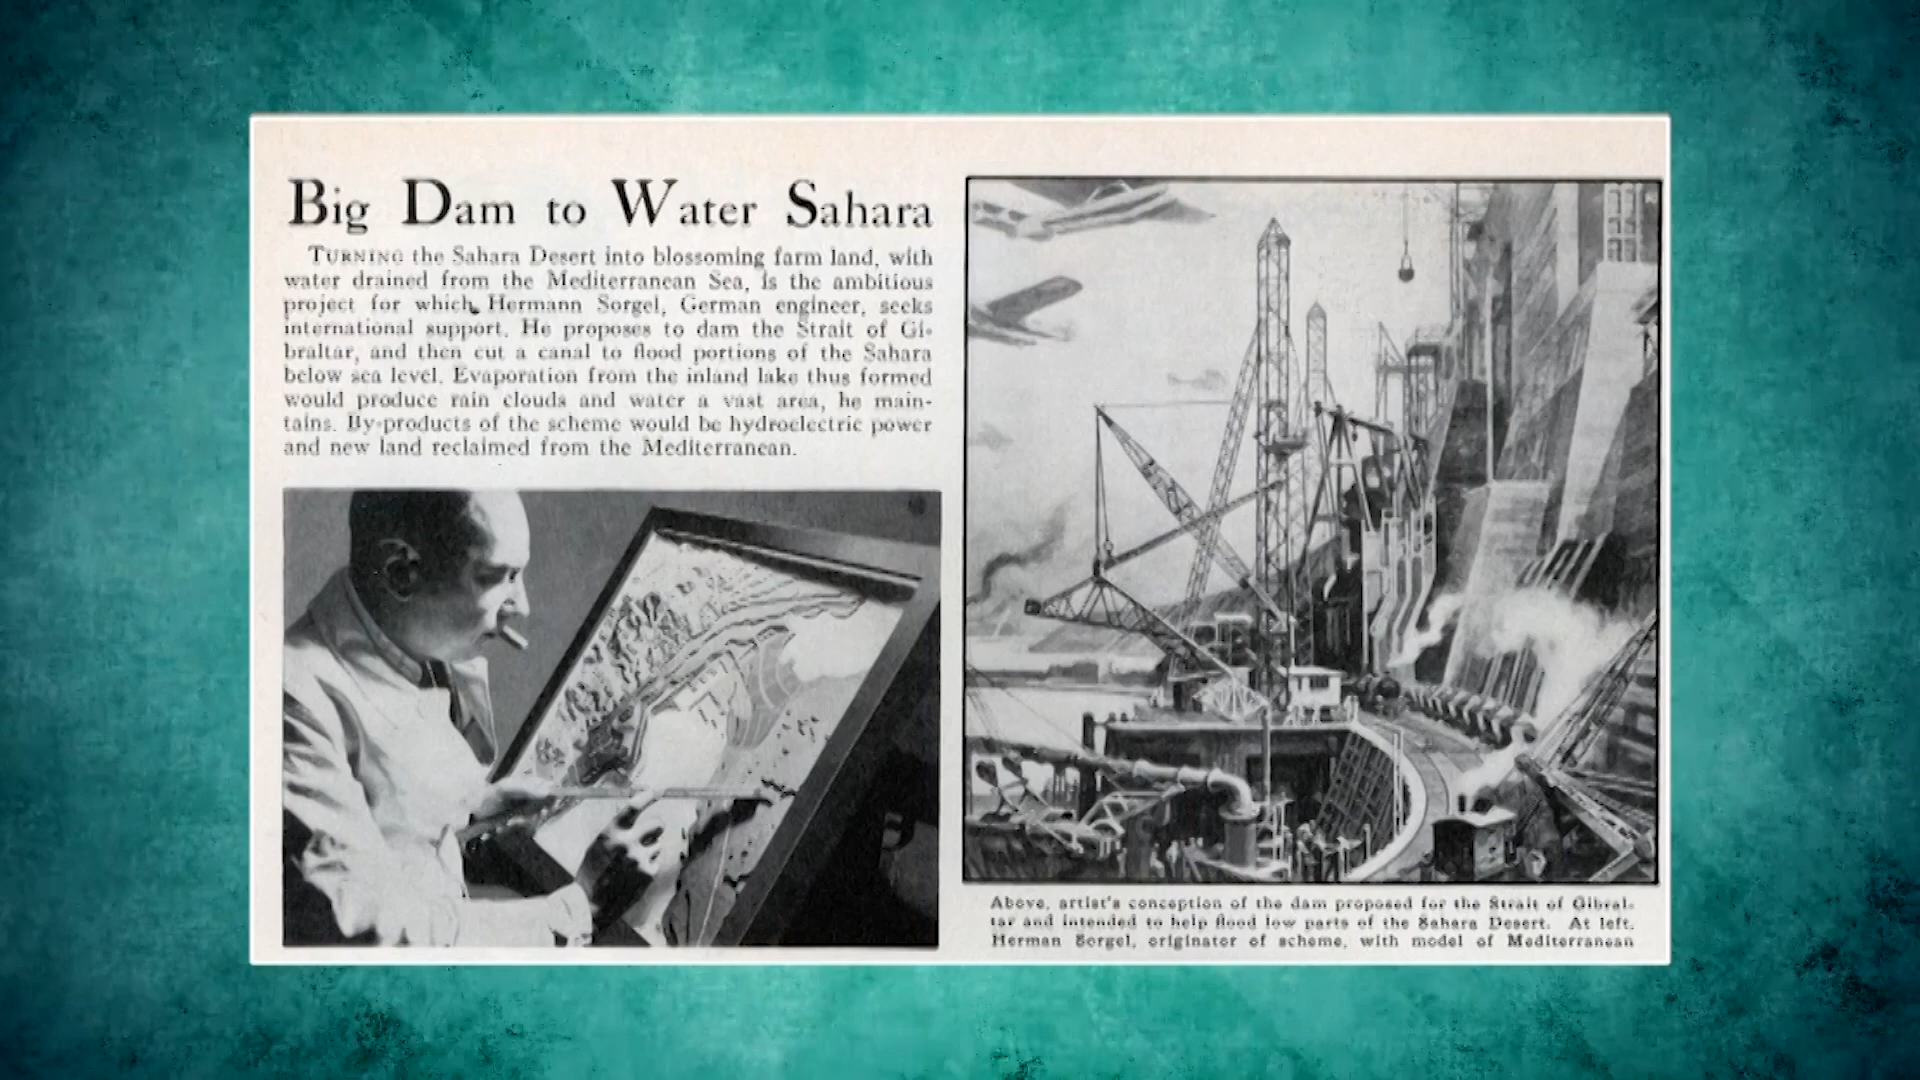 Big Dam to Water Sahara
TURNING the Sahara Desert into blossoming farm land, with
water drained from the Mediterranean Sea, is the ambitious
project for which Hermann Sorgel, German engineer, seeks
international support. He proposes to dam the Strait of Gi-
braltar, and then cut a canal to flood portions of the Sahara
below sea level. Evaporation from the inland lake thus formed
would produce rain clouds and water a vast area, he main-
tains. By-products of the scheme would be hydroelectric power
and new land reclaimed from the Mediterranean.
Above, artist's conception of the dam proposed for the Strait of Gibral-
tar and intended to help flood low parts of the Sahara Desert. At left,
Herman Sorgel, originator of scheme, with model of Mediterranean